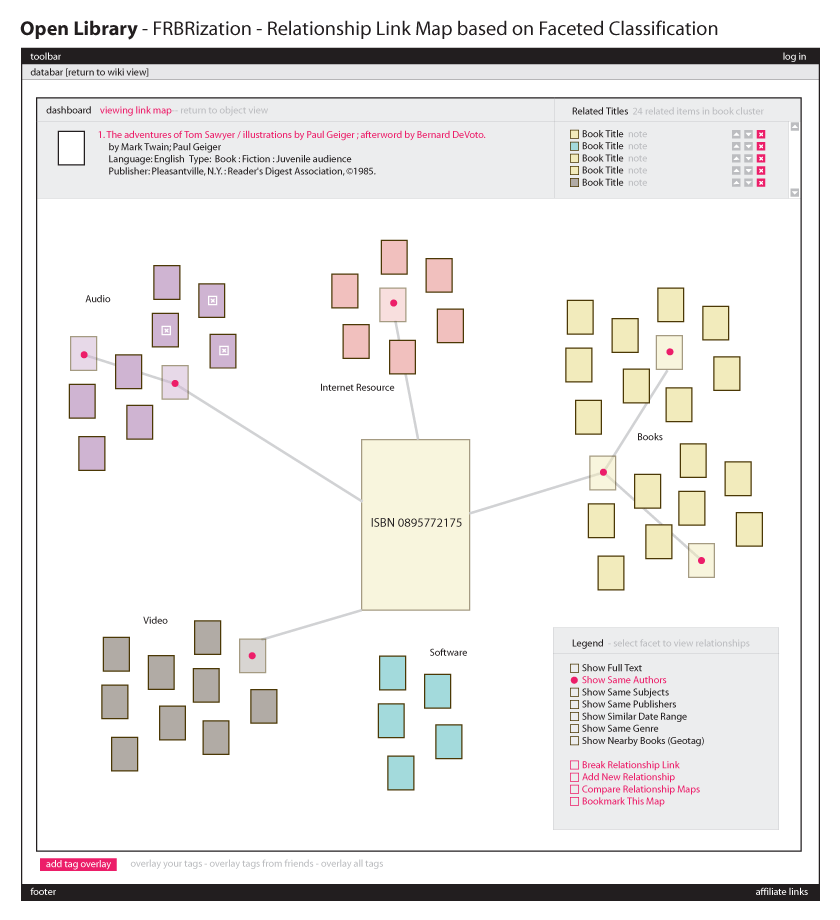 Open Library - FRBRization - Relationship Link Map based on Faceted Classification
toolbar log in
databar [return to wiki view]
dashboard viewing link map - return to object view
Related Titles 24 related items in book cluster
1. The adventures of Tom Sawyer / illustrations by Paul Geiger ; afterword by Bernard DeVoto.
by Mark Twain; Paul Geiger
Language: English Type: Book : Fiction : Juvenile audience
Publisher: Pleasantville, N.Y. : Reader's Digest Association, ©1985.
Book Title note
Book Title note
Book Title note
Book Title note
Book Title note
Audio
Internet Resource
Books
ISBN 0895772175
Video
Software
Legend - select facet to view relationships
Show Full Text
Show Same Authors
Show Same Subjects
Show Same Publishers
Show Similar Date Range
Show Same Genre
Show Nearby Books (Geotag)
Break Relationship Link
Add New Relationship
Compare Relationship Maps
Bookmark This Map
add tag overlay overlay your tags - overlay tags from friends - overlay all tags
footer affiliate links